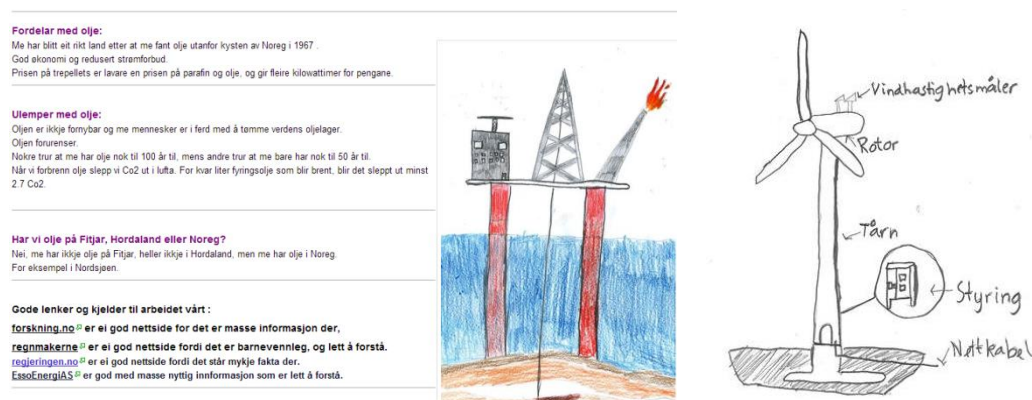 Fordelar med olje:
Me har blitt eit rikt land etter at me fant olje utanfor kysten av Noreg i 1967 .
God økonomi og redusert strømforbud.
Prisen på trepellets er lavare en prisen på parafin og olje, og gir fleire kilowattimer for pengane.
Ulemper med olje:
Oljen er ikkje fornybar og me mennesker er i ferd med å tømme verdens oljelager.
Oljen forurenser.
Nokre trur at me har olje nok til 100 år til, mens andre trur at me bare har nok til 50 år til.
Når vi forbrenn olje slepp vi Co2 ut i lufta. For kvar liter fyringsolje som blir brent, blir det sleppt ut minst
2.7 Co2.
Har vi olje på Fitjar, Hordaland eller Noreg?
Nei, me har ikkje olje på Fitjar, heller ikkje i Hordaland, men me har olje i Noreg.
For eksempel i Nordsjøen.
Gode lenker og kjelder til arbeidet vårt :
forskning.no er ei god nettside for det er masse informasjon der,
regnmakerne er ei god nettside fordi det er barnevennleg, og lett å forstå.
regjeringen.no er ei god nettside fordi det står mykje fakta der.
EssoEnergiAS er god med masse nyttig innformasjon som er lett å forstå.
Vindhastighetsmåler
Rotor
Tårn
Styring
Nettkabel